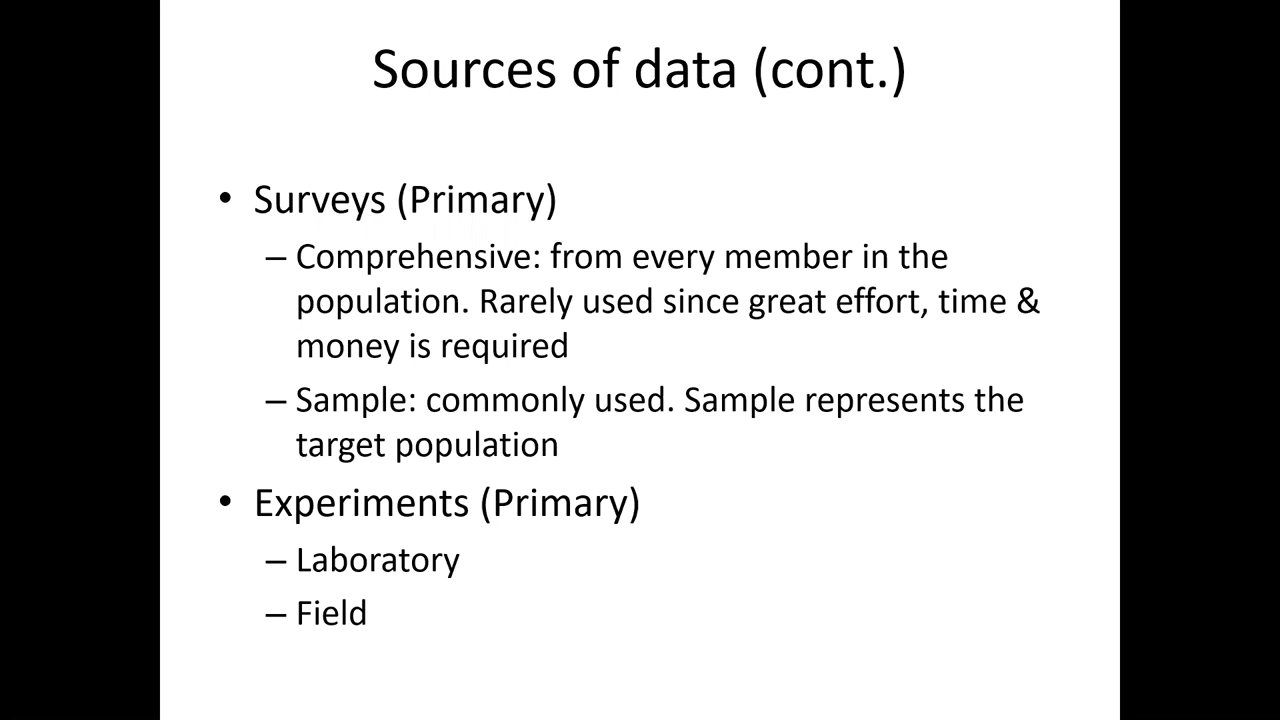 Sources of data (cont.)
• Surveys (Primary)
– Comprehensive: from every member in the
population. Rarely used since great effort, time &
money is required
– Sample: commonly used. Sample represents the
target population
• Experiments (Primary)
– Laboratory
– Field